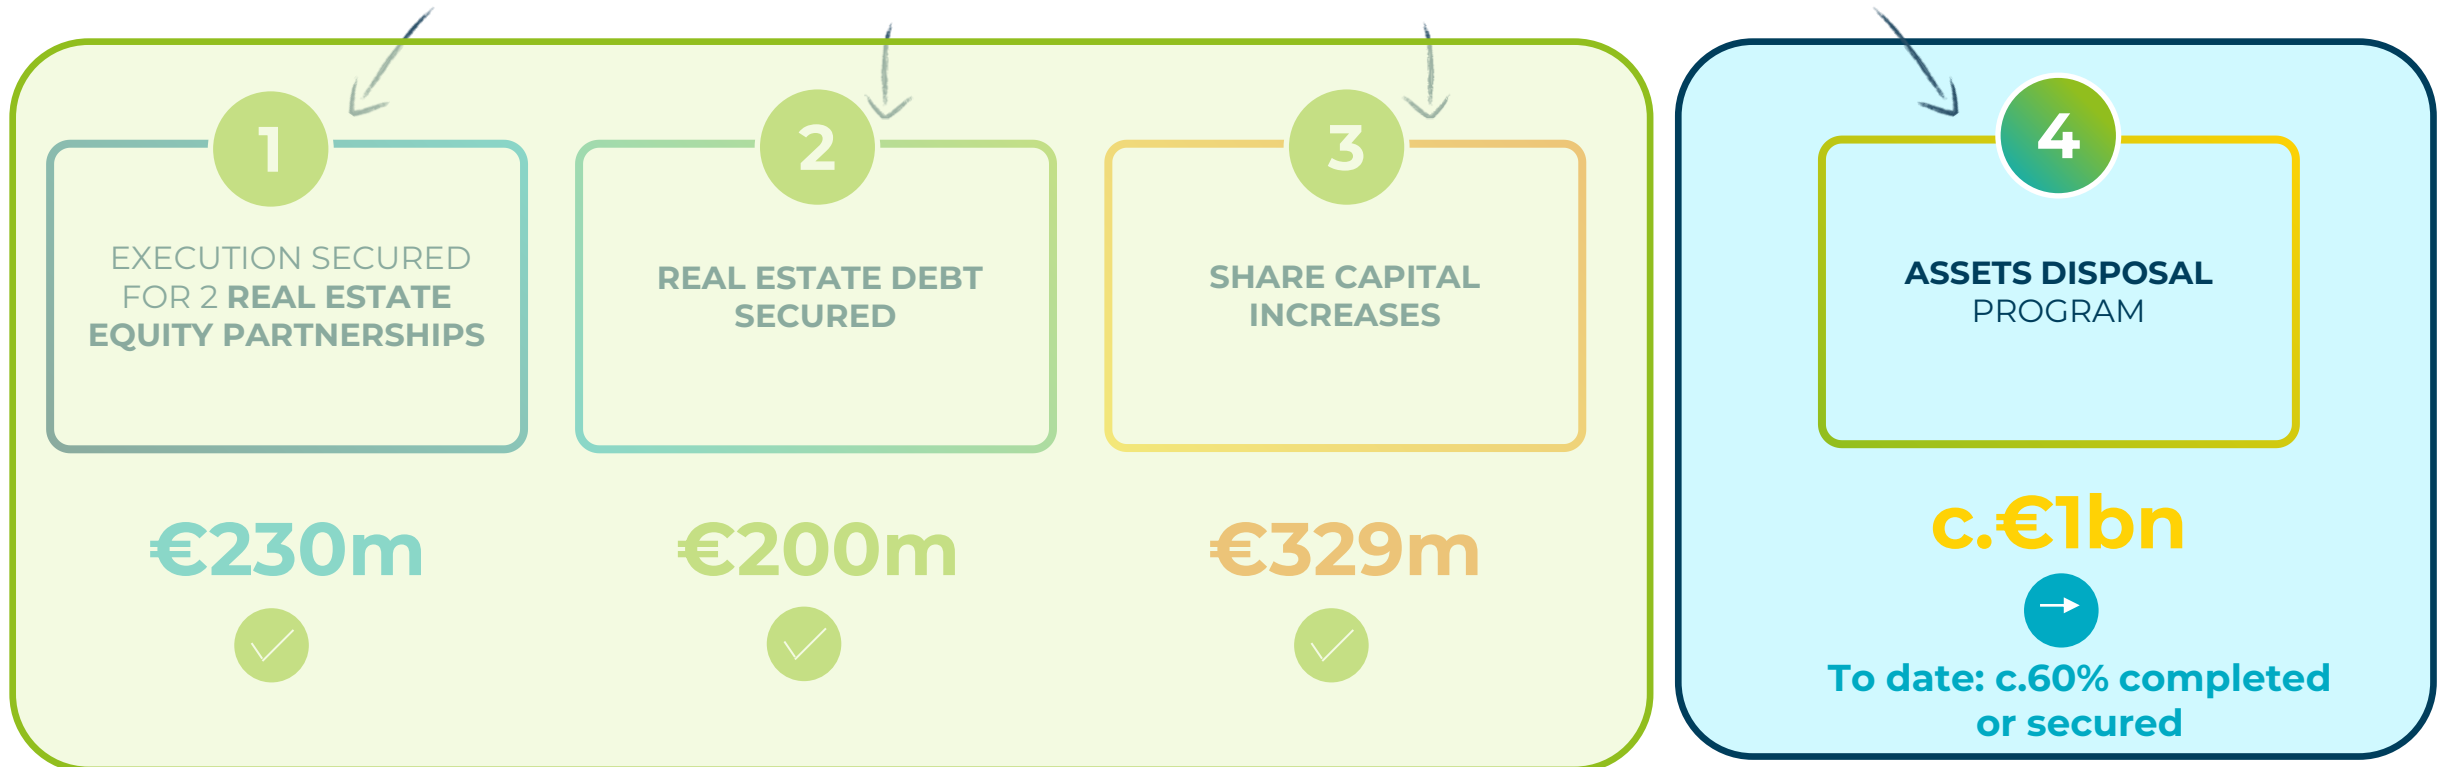 1
EXECUTION SECURED
FOR 2 REAL ESTATE
EQUITY PARTNERSHIPS
€230m
2
REAL ESTATE DEBT
SECURED
€200m
3
SHARE CAPITAL
INCREASES
€329m
4
ASSETS DISPOSAL
PROGRAM
c.€1bn
To date: c.60% completed
or secured